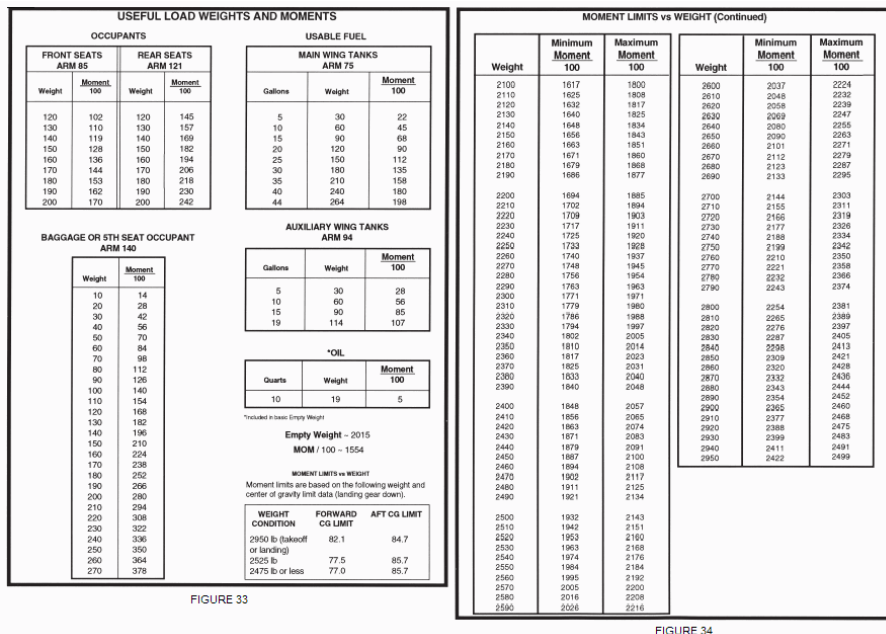 USEFUL LOAD WEIGHTS AND MOMENTS
OCCUPANTS
FRONT SEATS REAR SEATS
ARM 85 ARM 121
Moment Moment
Weight 100 Weight 100
120 102 120 145
130 110 130 157
140 119 140 169
150 128 150 182
160 136 160 194
170 144 170 206
180 153 180 218
190 162 190 230
200 170 200 242
BAGGAGE OR 5TH SEAT OCCUPANT
ARM 140
Moment
Weight 100
10 14
20 28
30 42
40 56
50 70
60 84
70 98
80 112
90 126
100 140
110 154
120 168
130 182
140 196
150 210
160 224
170 238
180 252
190 266
200 280
210 294
220 308
230 322
240 336
250 350
260 364
270 378
USABLE FUEL
MAIN WING TANKS
ARM 75
Moment
Gallons Weight 100
5 30 22
10 60 45
15 90 68
20 120 90
25 150 112
30 180 135
35 210 158
40 240 180
44 264 198
AUXILIARY WING TANKS
ARM 94
Moment
Gallons Weight 100
5 30 28
10 60 56
15 90 85
19 114 107
*OIL
Moment
Quarts Weight 100
10 19 5
*Included in basic Empty Weight
Empty Weight ~ 2015
MOM / 100 ~ 1554
MOMENT LIMITS vs WEIGHT
Moment limits are based on the following weight and
center of gravity limit data (landing gear down).
WEIGHT FORWARD AFT CG LIMIT
CONDITION CG LIMIT
2950 lb (takeoff 82.1 84.7
or landing)
2525 lb 77.5 85.7
2475 lb or less 77.0 85.7
FIGURE 33
MOMENT LIMITS vs WEIGHT (Continued)
Minimum Maximum
Moment Moment
Weight 100 100
2100 1617 1800
2110 1625 1808
2120 1632 1817
2130 1640 1825
2140 1648 1834
2150 1656 1843
2160 1663 1851
2170 1671 1860
2180 1679 1868
2190 1686 1877
2200 1694 1885
2210 1702 1894
2220 1709 1903
2230 1717 1911
2240 1725 1920
2250 1733 1928
2260 1740 1937
2270 1748 1945
2280 1756 1954
2290 1763 1963
2300 1771 1971
2310 1779 1980
2320 1786 1988
2330 1794 1997
2340 1802 2005
2350 1810 2014
2360 1817 2023
2370 1825 2031
2380 1833 2040
2390 1840 2048
2400 1848 2057
2410 1856 2065
2420 1863 2074
2430 1871 2083
2440 1879 2091
2450 1887 2100
2460 1894 2108
2470 1902 2117
2480 1911 2125
2490 1921 2134
2500 1932 2143
2510 1942 2151
2520 1953 2160
2530 1963 2168
2540 1974 2176
2550 1984 2184
2560 1995 2192
2570 2005 2200
2580 2016 2208
2590 2026 2216
Minimum Maximum
Moment Moment
Weight 100 100
2600 2037 2224
2610 2048 2232
2620 2058 2239
2630 2069 2247
2640 2080 2255
2650 2090 2263
2660 2101 2271
2670 2112 2279
2680 2123 2287
2690 2133 2295
2700 2144 2303
2710 2155 2311
2720 2166 2319
2730 2177 2326
2740 2188 2334
2750 2199 2342
2760 2210 2350
2770 2221 2358
2780 2232 2366
2790 2243 2374
2800 2254 2381
2810 2265 2389
2820 2276 2397
2830 2287 2405
2840 2298 2413
2850 2309 2421
2860 2320 2428
2870 2332 2436
2880 2343 2444
2890 2354 2452
2900 2365 2460
2910 2377 2468
2920 2388 2475
2930 2399 2483
2940 2411 2491
2950 2422 2499
FIGURE 34